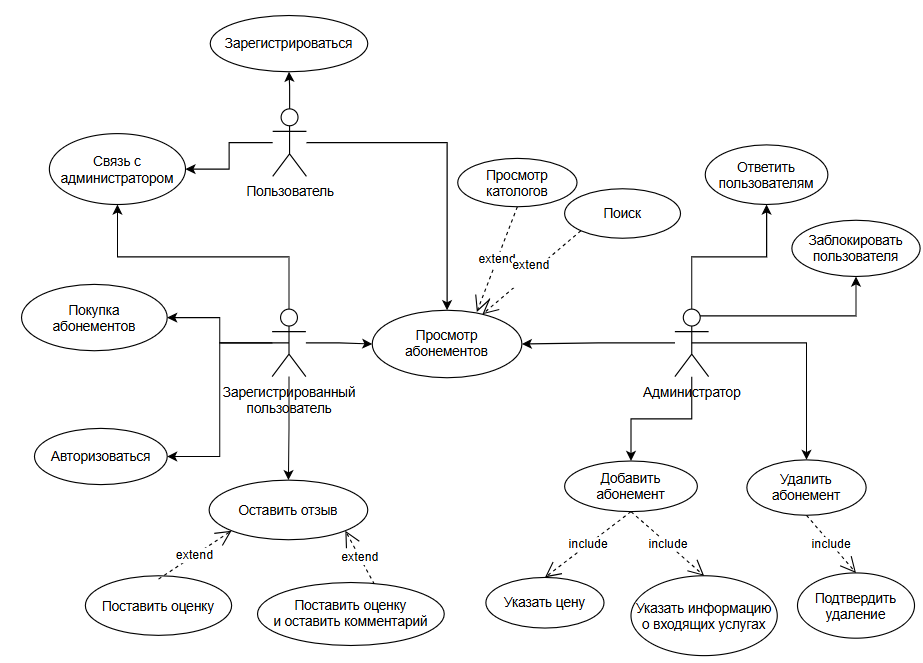 Зарегистрироваться
Связь с
администратором
Пользователь
Просмотр
катологов
Поиск
Ответить
пользователям
Заблокировать
пользователя
extend
extend
Покупка
абонементов
Просмотр
абонементов
Зарегистрированный
пользователь
Администратор
Авторизоваться
Оставить отзыв
Добавить
абонемент
Удалить
абонемент
extend
extend
include
include
include
Поставить оценку
Поставить оценку
и оставить комментарий
Указать цену
Указать информацию
о входящих услугах
Подтвердить
удаление